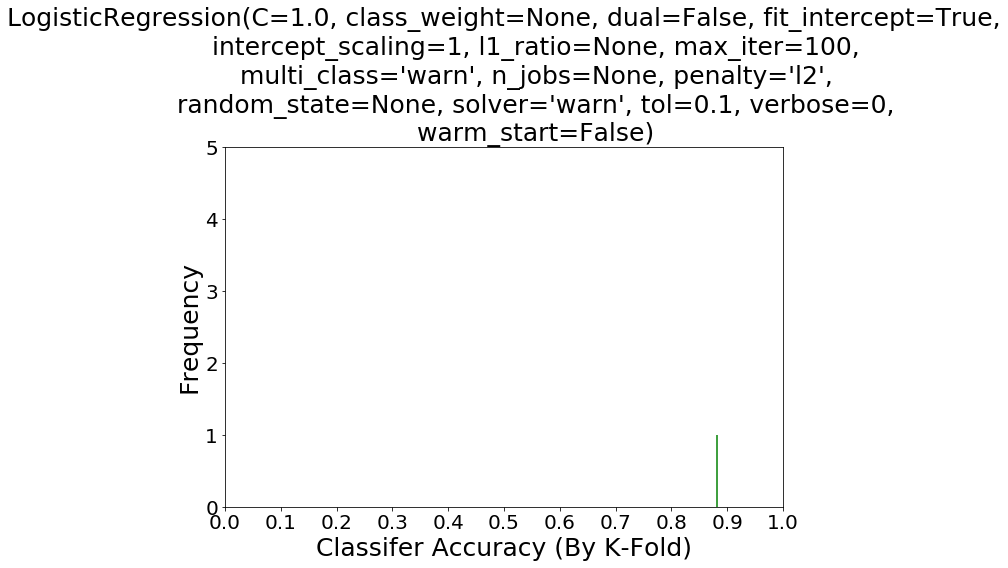 LogisticRegression(C=1.0, class_weight=None, dual=False, fit_intercept=True,
intercept_scaling=1, l1_ratio=None, max_iter=100,
multi_class='warn', n_jobs=None, penalty='l2',
random_state=None, solver='warn', tol=0.1, verbose=0,
warm_start=False)
5
4
3
2
1
0
Frequency
0.0 0.1 0.2 0.3 0.4 0.5 0.6 0.7 0.8 0.9 1.0
Classifer Accuracy (By K-Fold)